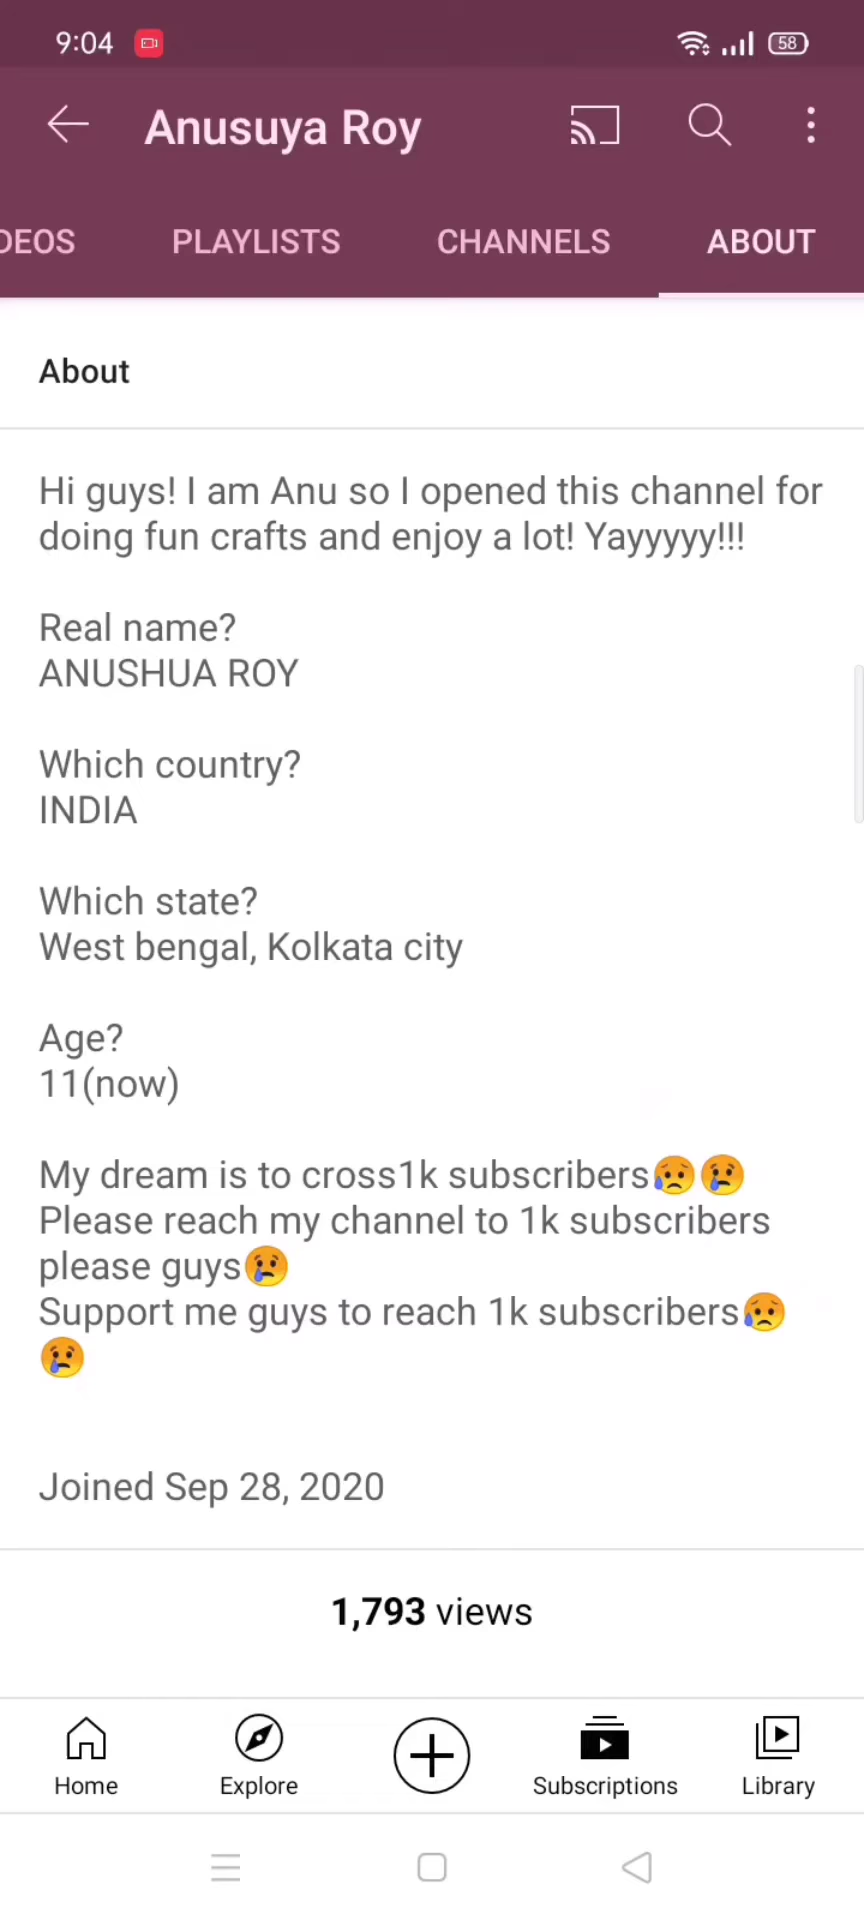 9:04
58
Anusuya Roy
DEOS PLAYLISTS CHANNELS ABOUT
About
Hi guys! I am Anu so I opened this channel for
doing fun crafts and enjoy a lot! Yayyyyy!!!
Real name?
ANUSHUA ROY
Which country?
INDIA
Which state?
West bengal, Kolkata city
Age?
11(now)
My dream is to cross1k subscribers😥😢
Please reach my channel to 1k subscribers
please guys😢
Support me guys to reach 1k subscribers😥
😢
Joined Sep 28, 2020
1,793 views
Home Explore Subscriptions Library